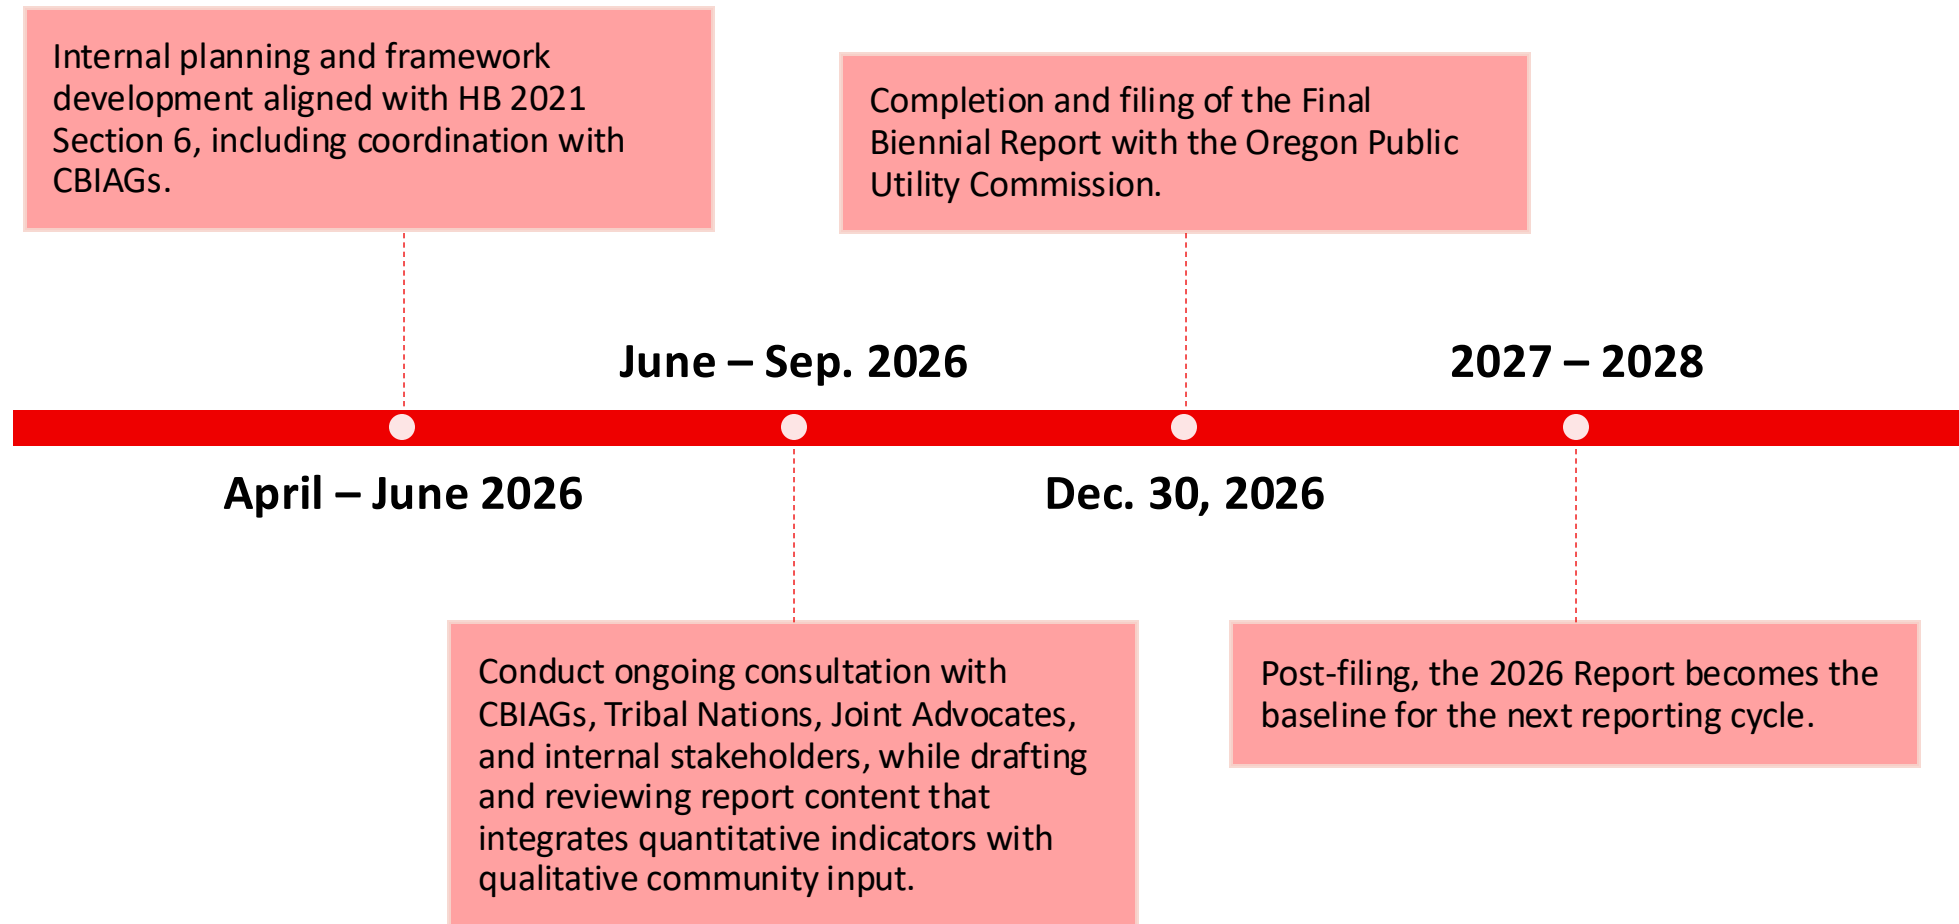 Internal planning and framework
development aligned with HB 2021
Section 6, including coordination with
CBIAGs.
Completion and filing of the Final
Biennial Report with the Oregon Public
Utility Commission.
June – Sep. 2026
2027 – 2028
April – June 2026
Dec. 30, 2026
Conduct ongoing consultation with
CBIAGs, Tribal Nations, Joint Advocates,
and internal stakeholders, while drafting
and reviewing report content that
integrates quantitative indicators with
qualitative community input.
Post-filing, the 2026 Report becomes the
baseline for the next reporting cycle.